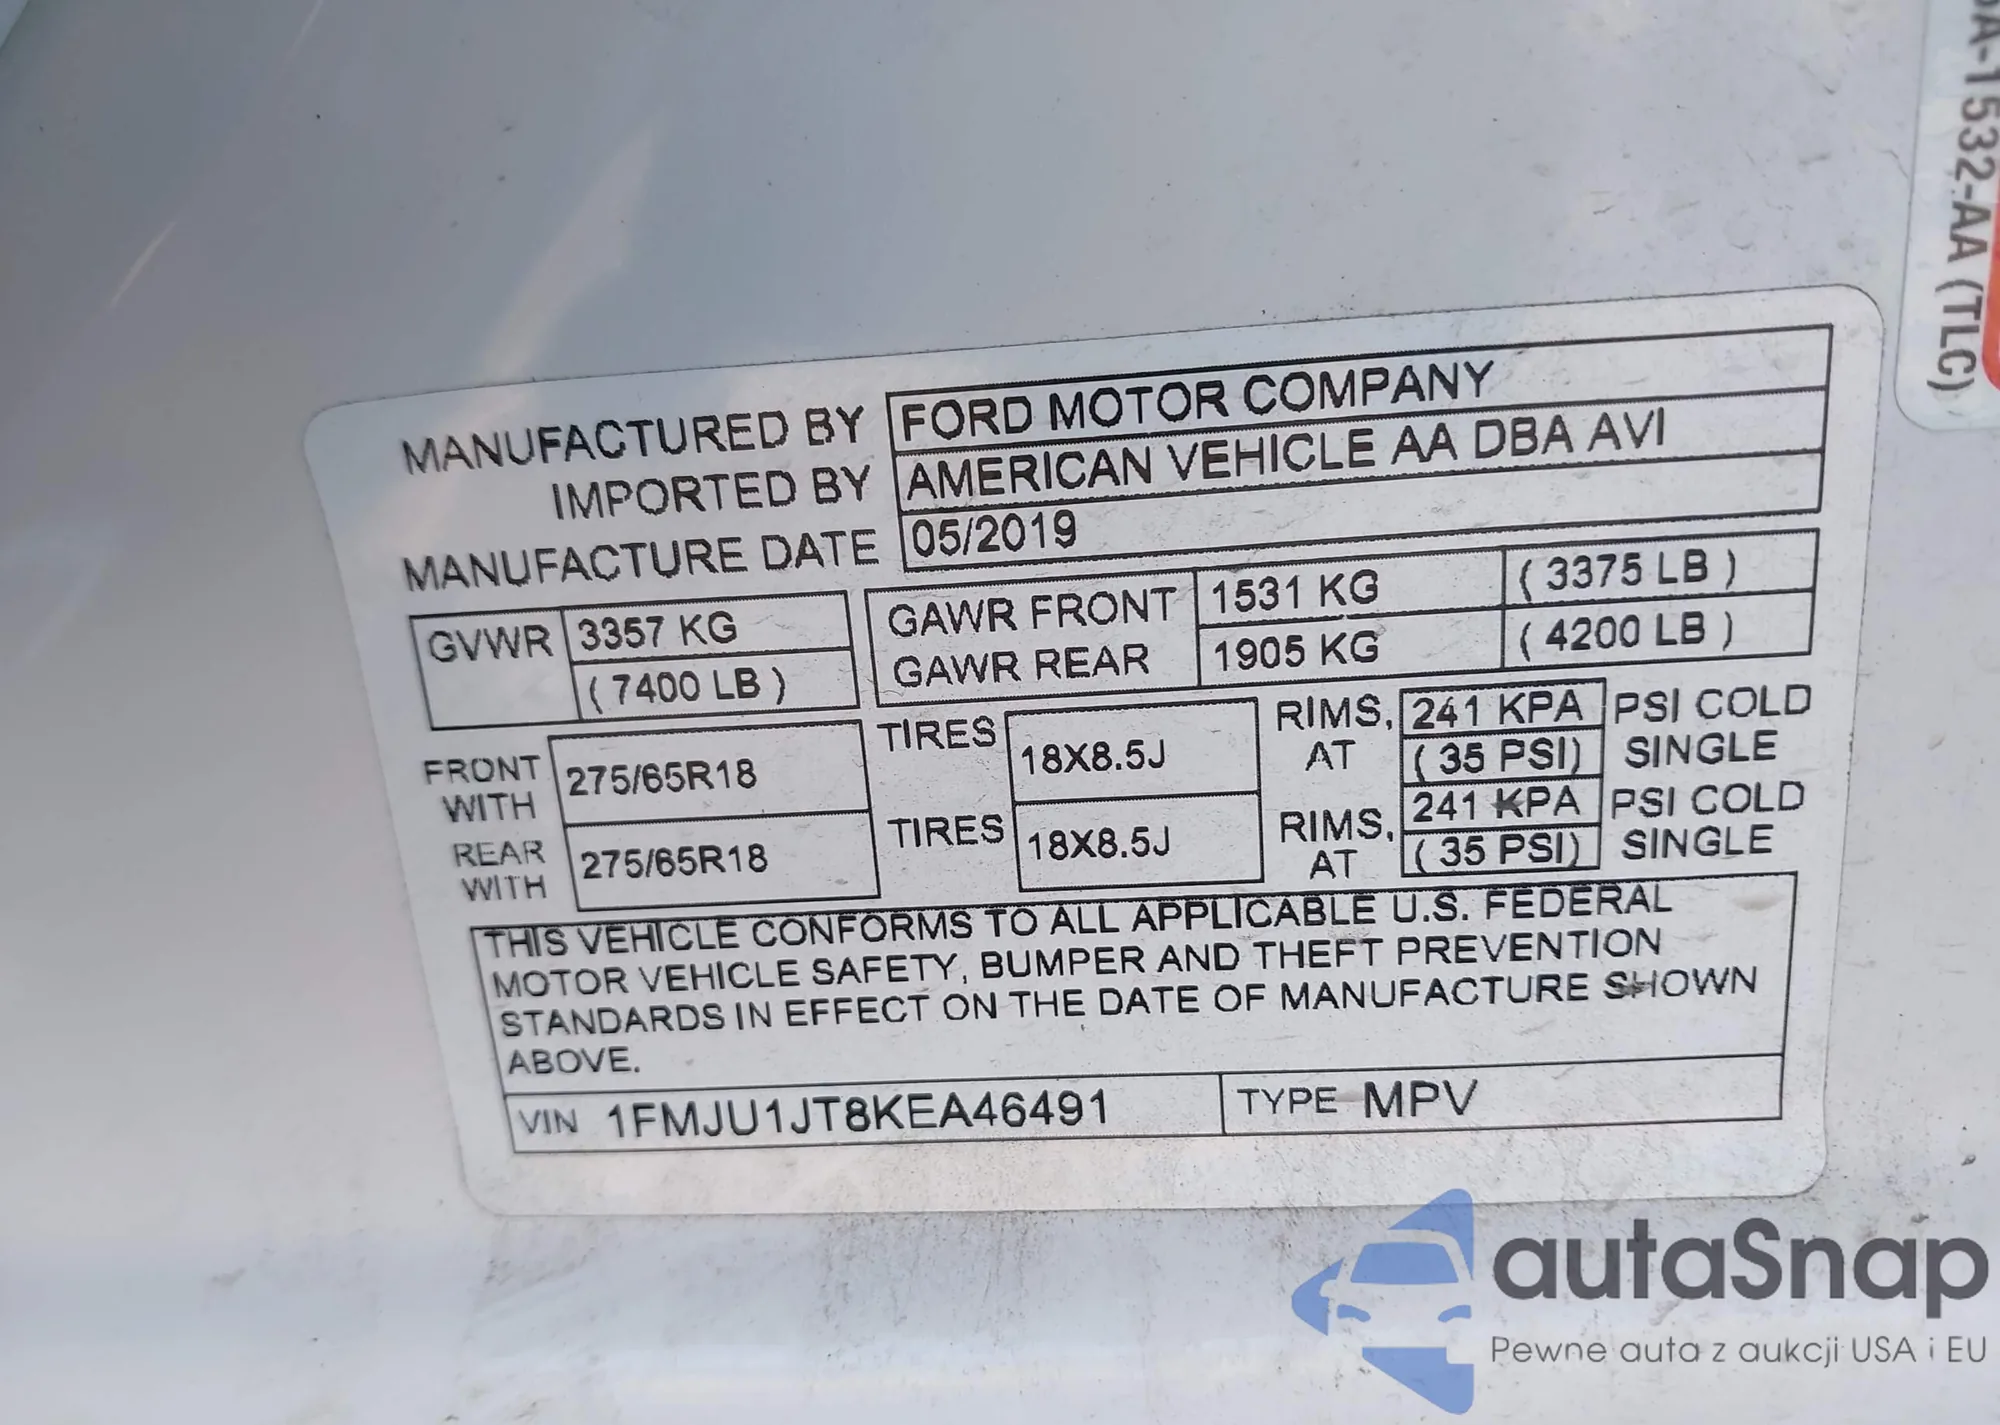 MANUFACTURED BY FORD MOTOR COMPANY
IMPORTED BY AMERICAN VEHICLE AA DBA AVI
MANUFACTURE DATE 05/2019
GVWR 3357 KG
( 7400 LB )
GAWR FRONT 1531 KG ( 3375 LB )
GAWR REAR 1905 KG ( 4200 LB )
FRONT WITH 275/65R18 TIRES 18X8.5J RIMS, AT 241 KPA ( 35 PSI) PSI COLD SINGLE
REAR WITH 275/65R18 TIRES 18X8.5J RIMS, AT 241 KPA ( 35 PSI) PSI COLD SINGLE
THIS VEHICLE CONFORMS TO ALL APPLICABLE U.S. FEDERAL
MOTOR VEHICLE SAFETY, BUMPER AND THEFT PREVENTION
STANDARDS IN EFFECT ON THE DATE OF MANUFACTURE SHOWN
ABOVE.
VIN 1FMJU1JT8KEA46491 TYPE MPV
A-1532-AA (TLC)
autaSnap
Pewne auta z aukcji USA i EU